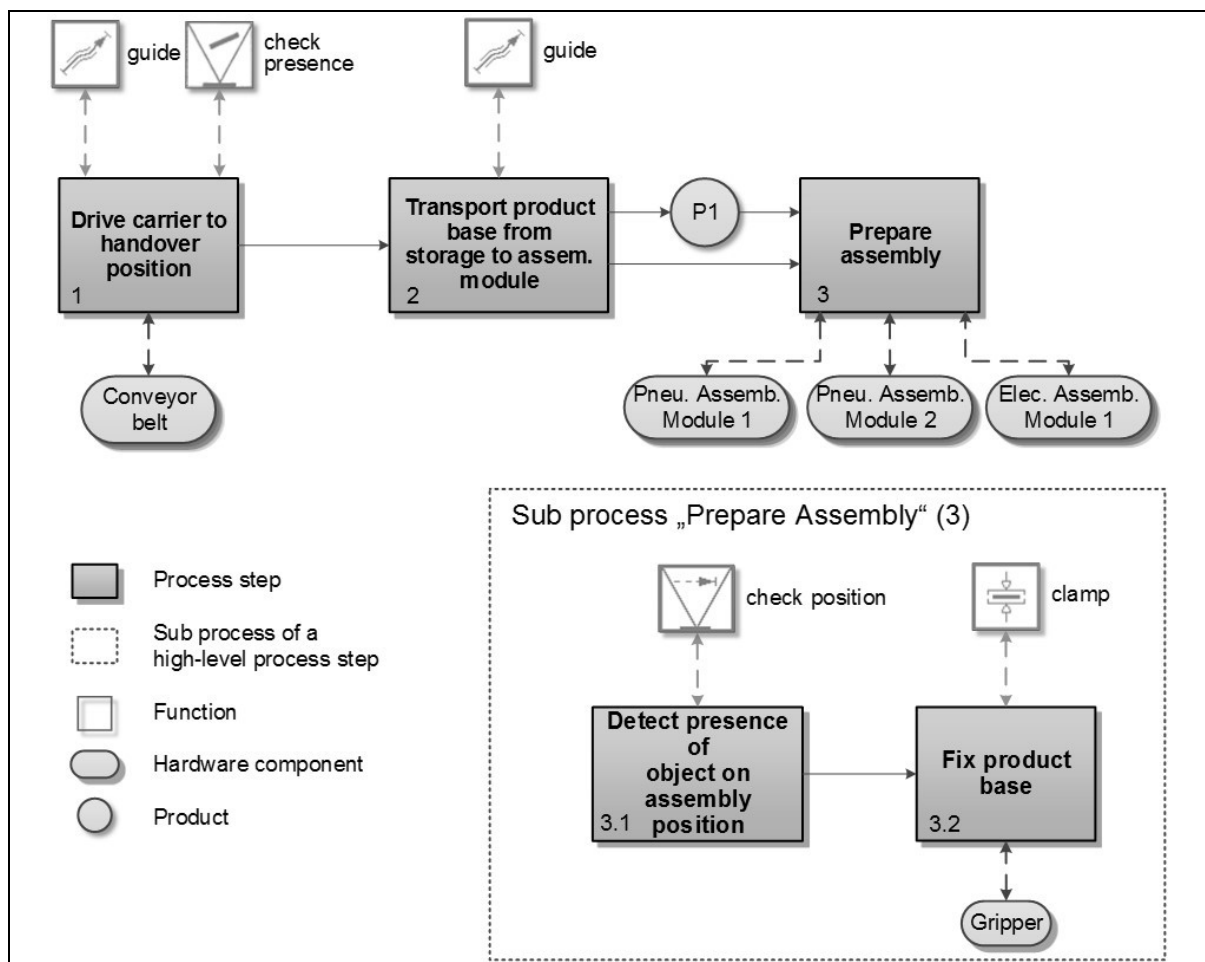 guide
check
presence
guide
Drive carrier to
handover
position
1
Transport product
base from
storage to assem.
module
2
P1
Prepare
assembly
3
Conveyor
belt
Pneu. Assemb.
Module 1
Pneu. Assemb.
Module 2
Elec. Assemb.
Module 1
Sub process „Prepare Assembly“ (3)
check position
clamp
Detect presence
of
object on
assembly
position
3.1
Fix product
base
3.2
Gripper
Process step
Sub process of a
high-level process step
Function
Hardware component
Product